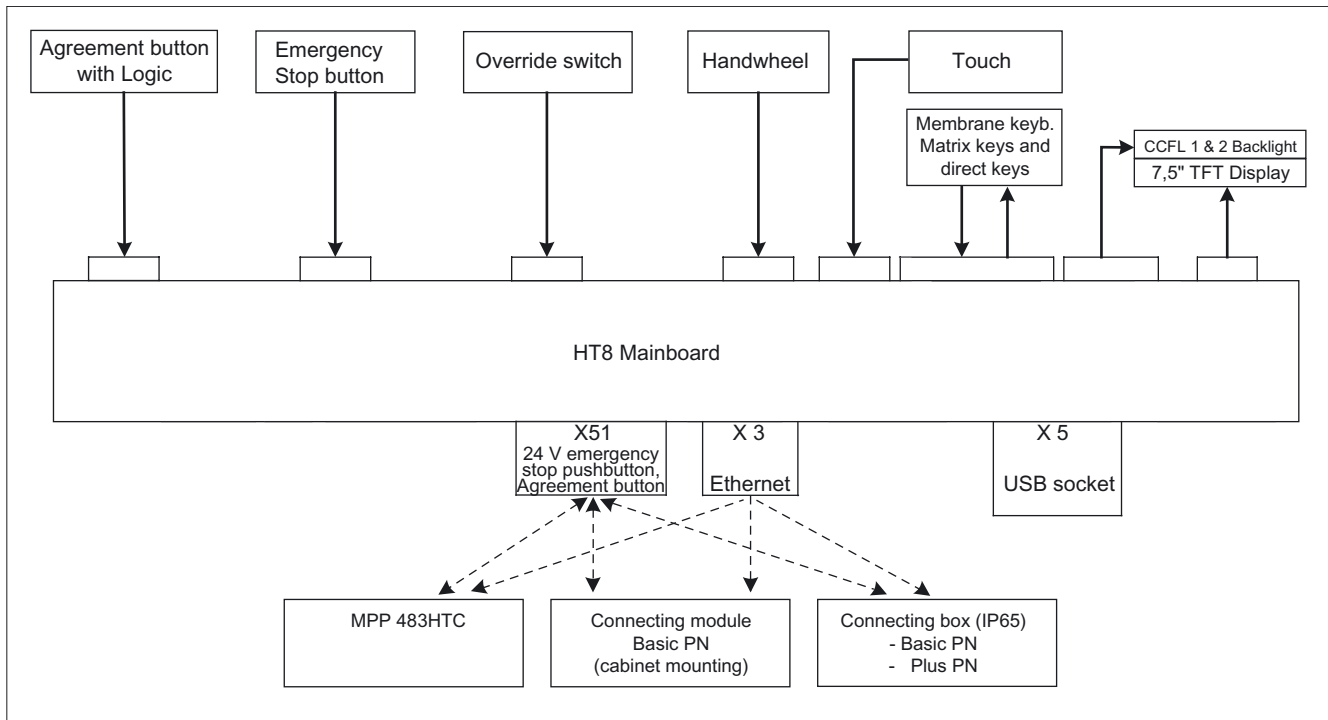 Agreement button
with Logic
Emergency
Stop button
Override switch
Handwheel
Touch
Membrane keyb.
Matrix keys and
direct keys
CCFL 1 & 2 Backlight
7,5" TFT Display
HT8 Mainboard
X51
24 V emergency
stop pushbutton,
Agreement button
X 3
Ethernet
X 5
USB socket
MPP 483HTC
Connecting module
Basic PN
(cabinet mounting)
Connecting box (IP65)
- Basic PN
- Plus PN